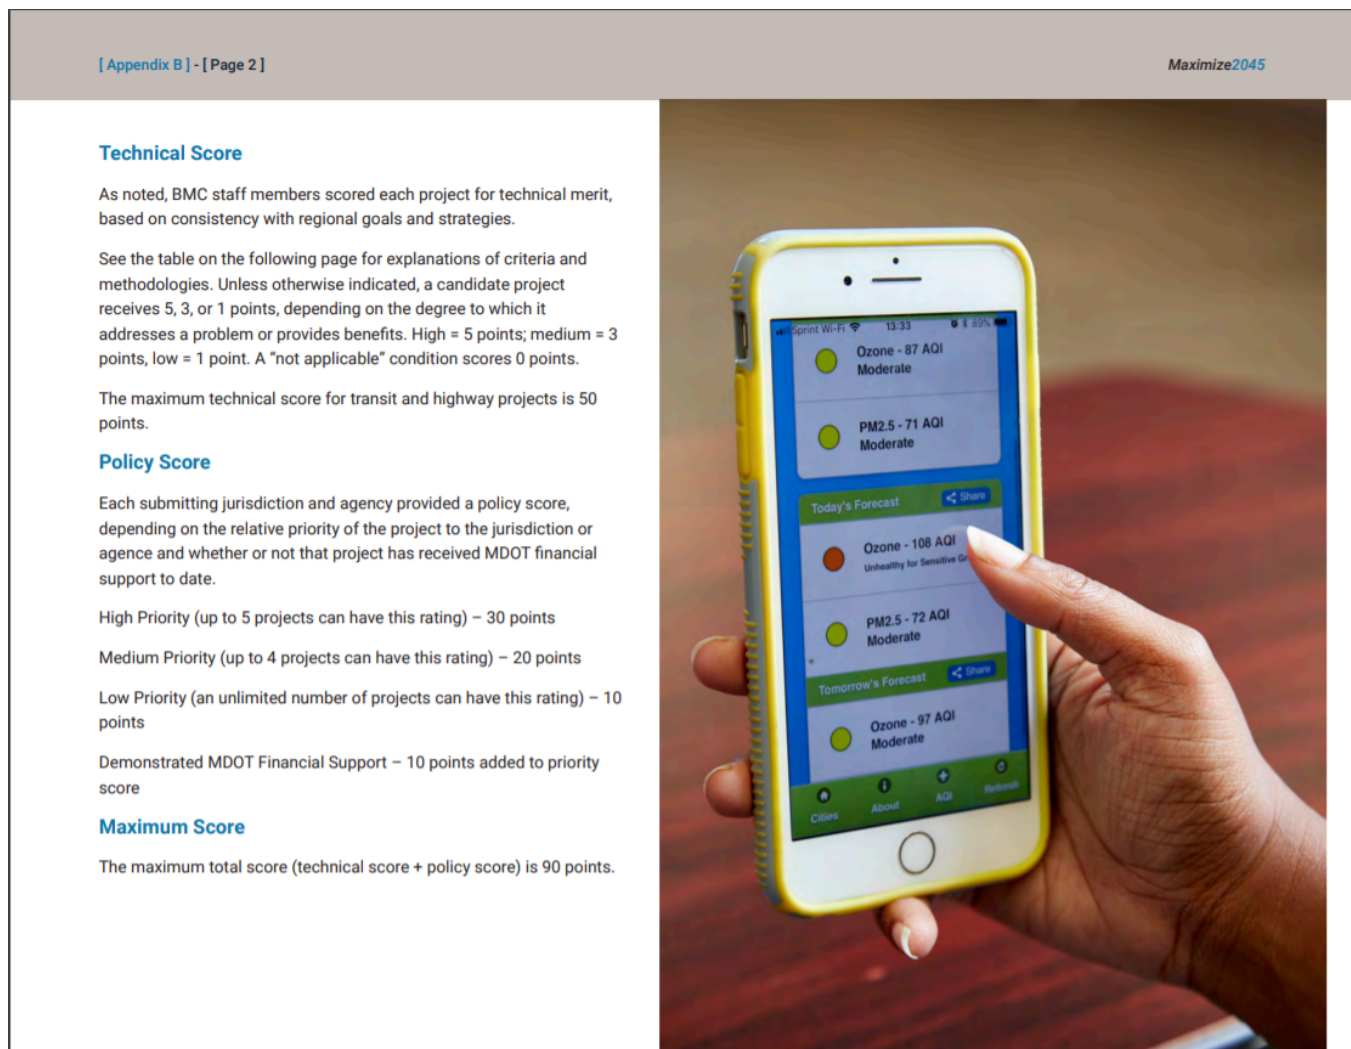 [ Appendix B ] - [ Page 2 ]
Maximize2045
Technical Score
As noted, BMC staff members scored each project for technical merit,
based on consistency with regional goals and strategies.
See the table on the following page for explanations of criteria and
methodologies. Unless otherwise indicated, a candidate project
receives 5, 3, or 1 points, depending on the degree to which it
addresses a problem or provides benefits. High = 5 points; medium = 3
points, low = 1 point. A “not applicable” condition scores 0 points.
The maximum technical score for transit and highway projects is 50
points.
Policy Score
Each submitting jurisdiction and agency provided a policy score,
depending on the relative priority of the project to the jurisdiction or
agence and whether or not that project has received MDOT financial
support to date.
High Priority (up to 5 projects can have this rating) – 30 points
Medium Priority (up to 4 projects can have this rating) – 20 points
Low Priority (an unlimited number of projects can have this rating) – 10
points
Demonstrated MDOT Financial Support – 10 points added to priority
score
Maximum Score
The maximum total score (technical score + policy score) is 90 points.
Sprint Wi-Fi 13:33 89%
Ozone - 87 AQI
Moderate
PM2.5 - 71 AQI
Moderate
Today's Forecast Share
Ozone - 108 AQI
Unhealthy for Sensitive
PM2.5 - 72 AQI
Moderate
Tomorrow's Forecast Share
Ozone - 97 AQI
Moderate
Cities About AQI Refresh